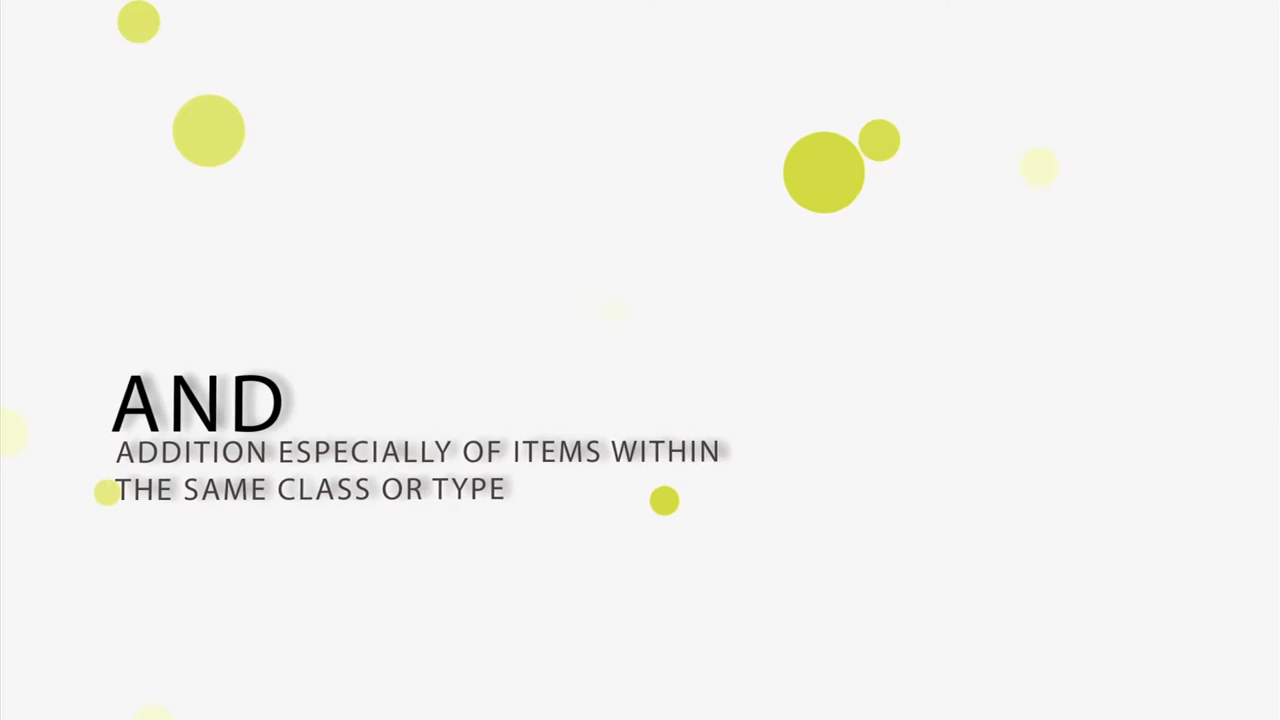 AND
ADDITION ESPECIALLY OF ITEMS WITHIN
THE SAME CLASS OR TYPE